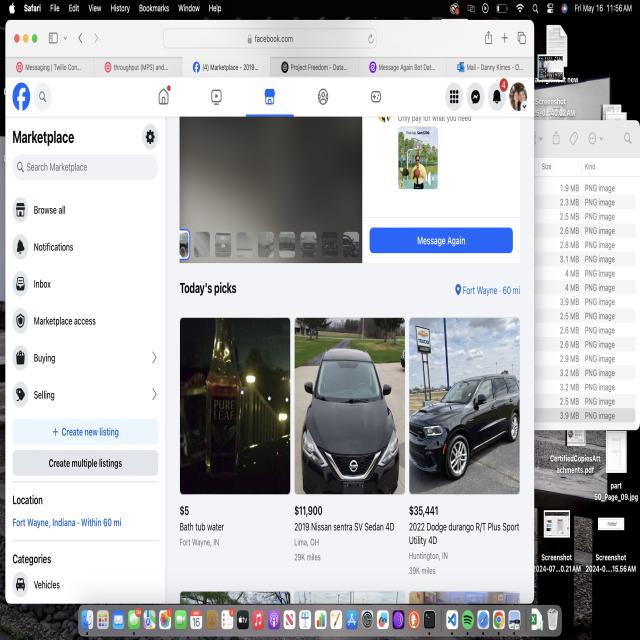 Safari File Edit View History Bookmarks Window Help
Fri May 16 11:56 AM
facebook.com
Messaging | Twilio Con...
throughput (MPS) and...
(4) Marketplace - 2019...
Project Freedom - Data...
Message Again Bot Dat...
Mail - Danny Kimes - O...
4
Marketplace
Search Marketplace
Browse all
Notifications
Inbox
Marketplace access
Buying
Selling
+ Create new listing
Create multiple listings
Location
Fort Wayne, Indiana · Within 60 mi
Categories
Vehicles
Only pay for what you need
Message Again
Today's picks
Fort Wayne · 60 mi
PURE
LEAF
$5
Bath tub water
Fort Wayne, IN
$11,900
2019 Nissan sentra SV Sedan 4D
Lima, OH
29K miles
$35,441
2022 Dodge durango R/T Plus Sport
Utility 4D
Huntington, IN
39K miles
Screenshot
Size Kind
1.9 MB PNG image
2.3 MB PNG image
2.5 MB PNG image
2.6 MB PNG image
2.8 MB PNG image
3.1 MB PNG image
4 MB PNG image
4 MB PNG image
3.9 MB PNG image
2.5 MB PNG image
2.6 MB PNG image
2.6 MB PNG image
2.9 MB PNG image
3.2 MB PNG image
3.2 MB PNG image
2.5 MB PNG image
3.9 MB PNG image
CertifiedCopiesAtt
achments.pdf
part
50_Page_09.jpg
Screenshot
2024-07...0.21AM
Screenshot
2024-0....15.56AM
16